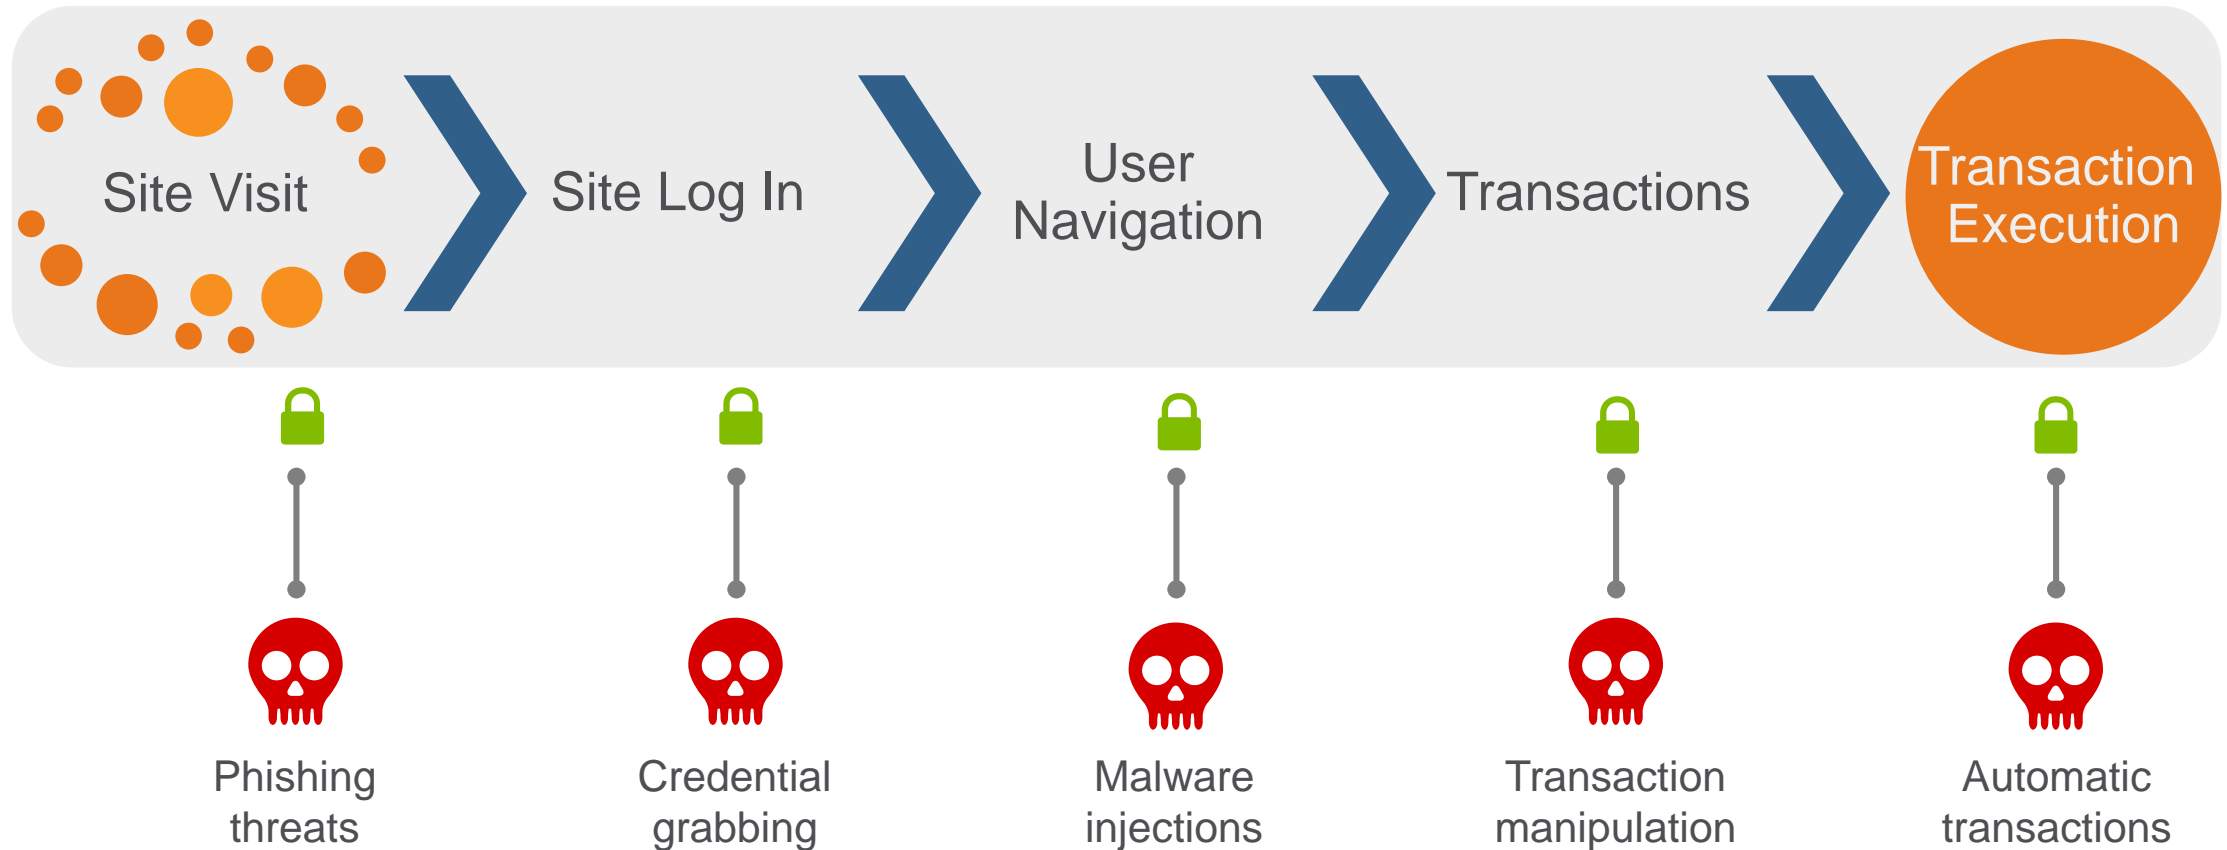 Site Visit
Site Log In
User
Navigation
Transactions
Transaction
Execution
Phishing
threats
Credential
grabbing
Malware
injections
Transaction
manipulation
Automatic
transactions